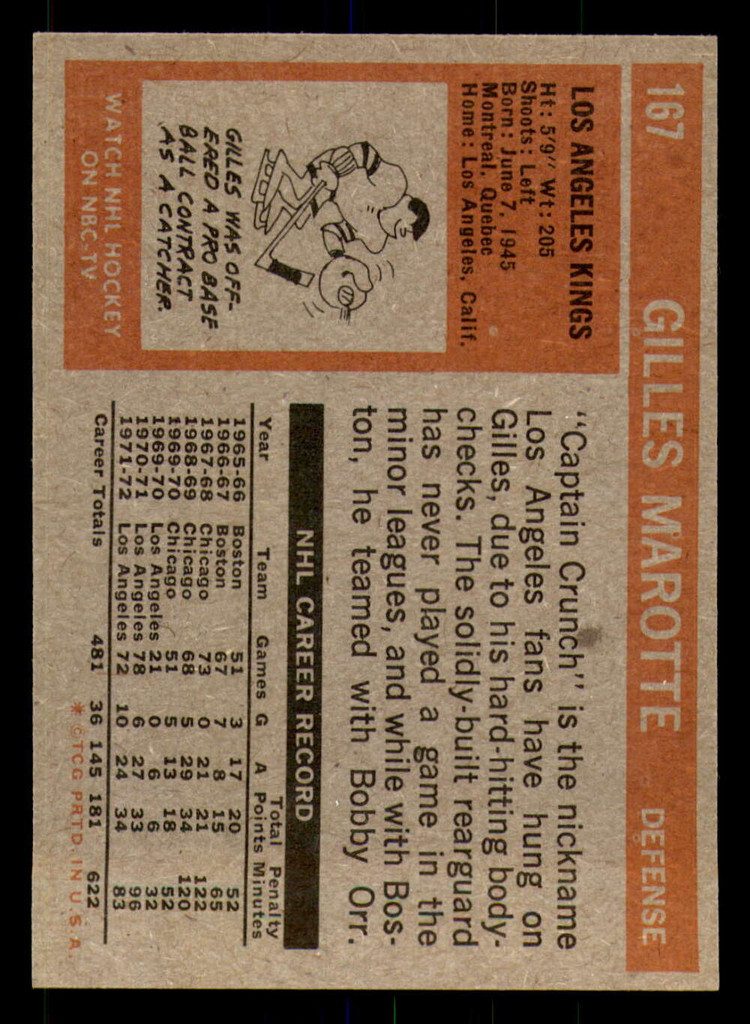 167 GILLES MAROTTE DEFENSE
LOS ANGELES KINGS
Ht: 5'9" Wt: 205
Shoots: Left
Born: June 7, 1945
Montreal, Quebec
Home: Los Angeles, Calif.
GILLES WAS OFF-
ERED A PRO BASE
BALL CONTRACT
AS A CATCHER.
WATCH NHL HOCKEY
ON NBC-TV
"Captain Crunch" is the nickname
Los Angeles fans have hung on
Gilles, due to his hard-hitting body-
checks. The solidly-built rearguard
has never played a game in the
minor leagues, and while with Bos-
ton, he teamed with Bobby Orr.
NHL CAREER RECORD
Total Penalty
Year Team Games G A Points Minutes
1965-66 Boston 51 3 17 20 52
1966-67 Boston 67 7 8 15 65
1967-68 Chicago 73 0 21 21 122
1968-69 Chicago 68 5 29 34 120
1969-70 Chicago 51 5 13 18 52
1969-70 Los Angeles 21 0 6 6 32
1970-71 Los Angeles 78 6 27 33 96
1971-72 Los Angeles 72 10 24 34 83
Career Totals 481 36 145 181 622
* ©TCG PRTD. IN U.S.A.